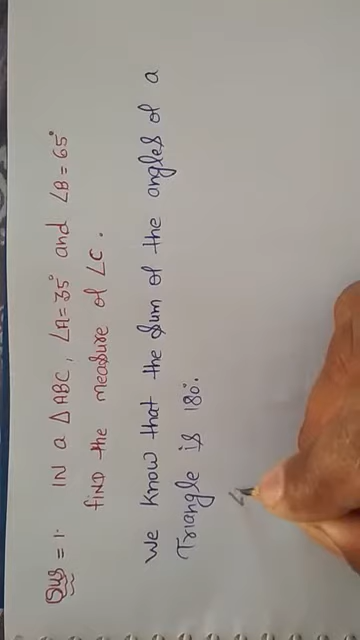 Qus = 1. IN a △ABC, ∠A=35° and ∠B=65°
fiND the measure of ∠C.
We Know that the sum of the angles of a
Triangle is 180°.
∠